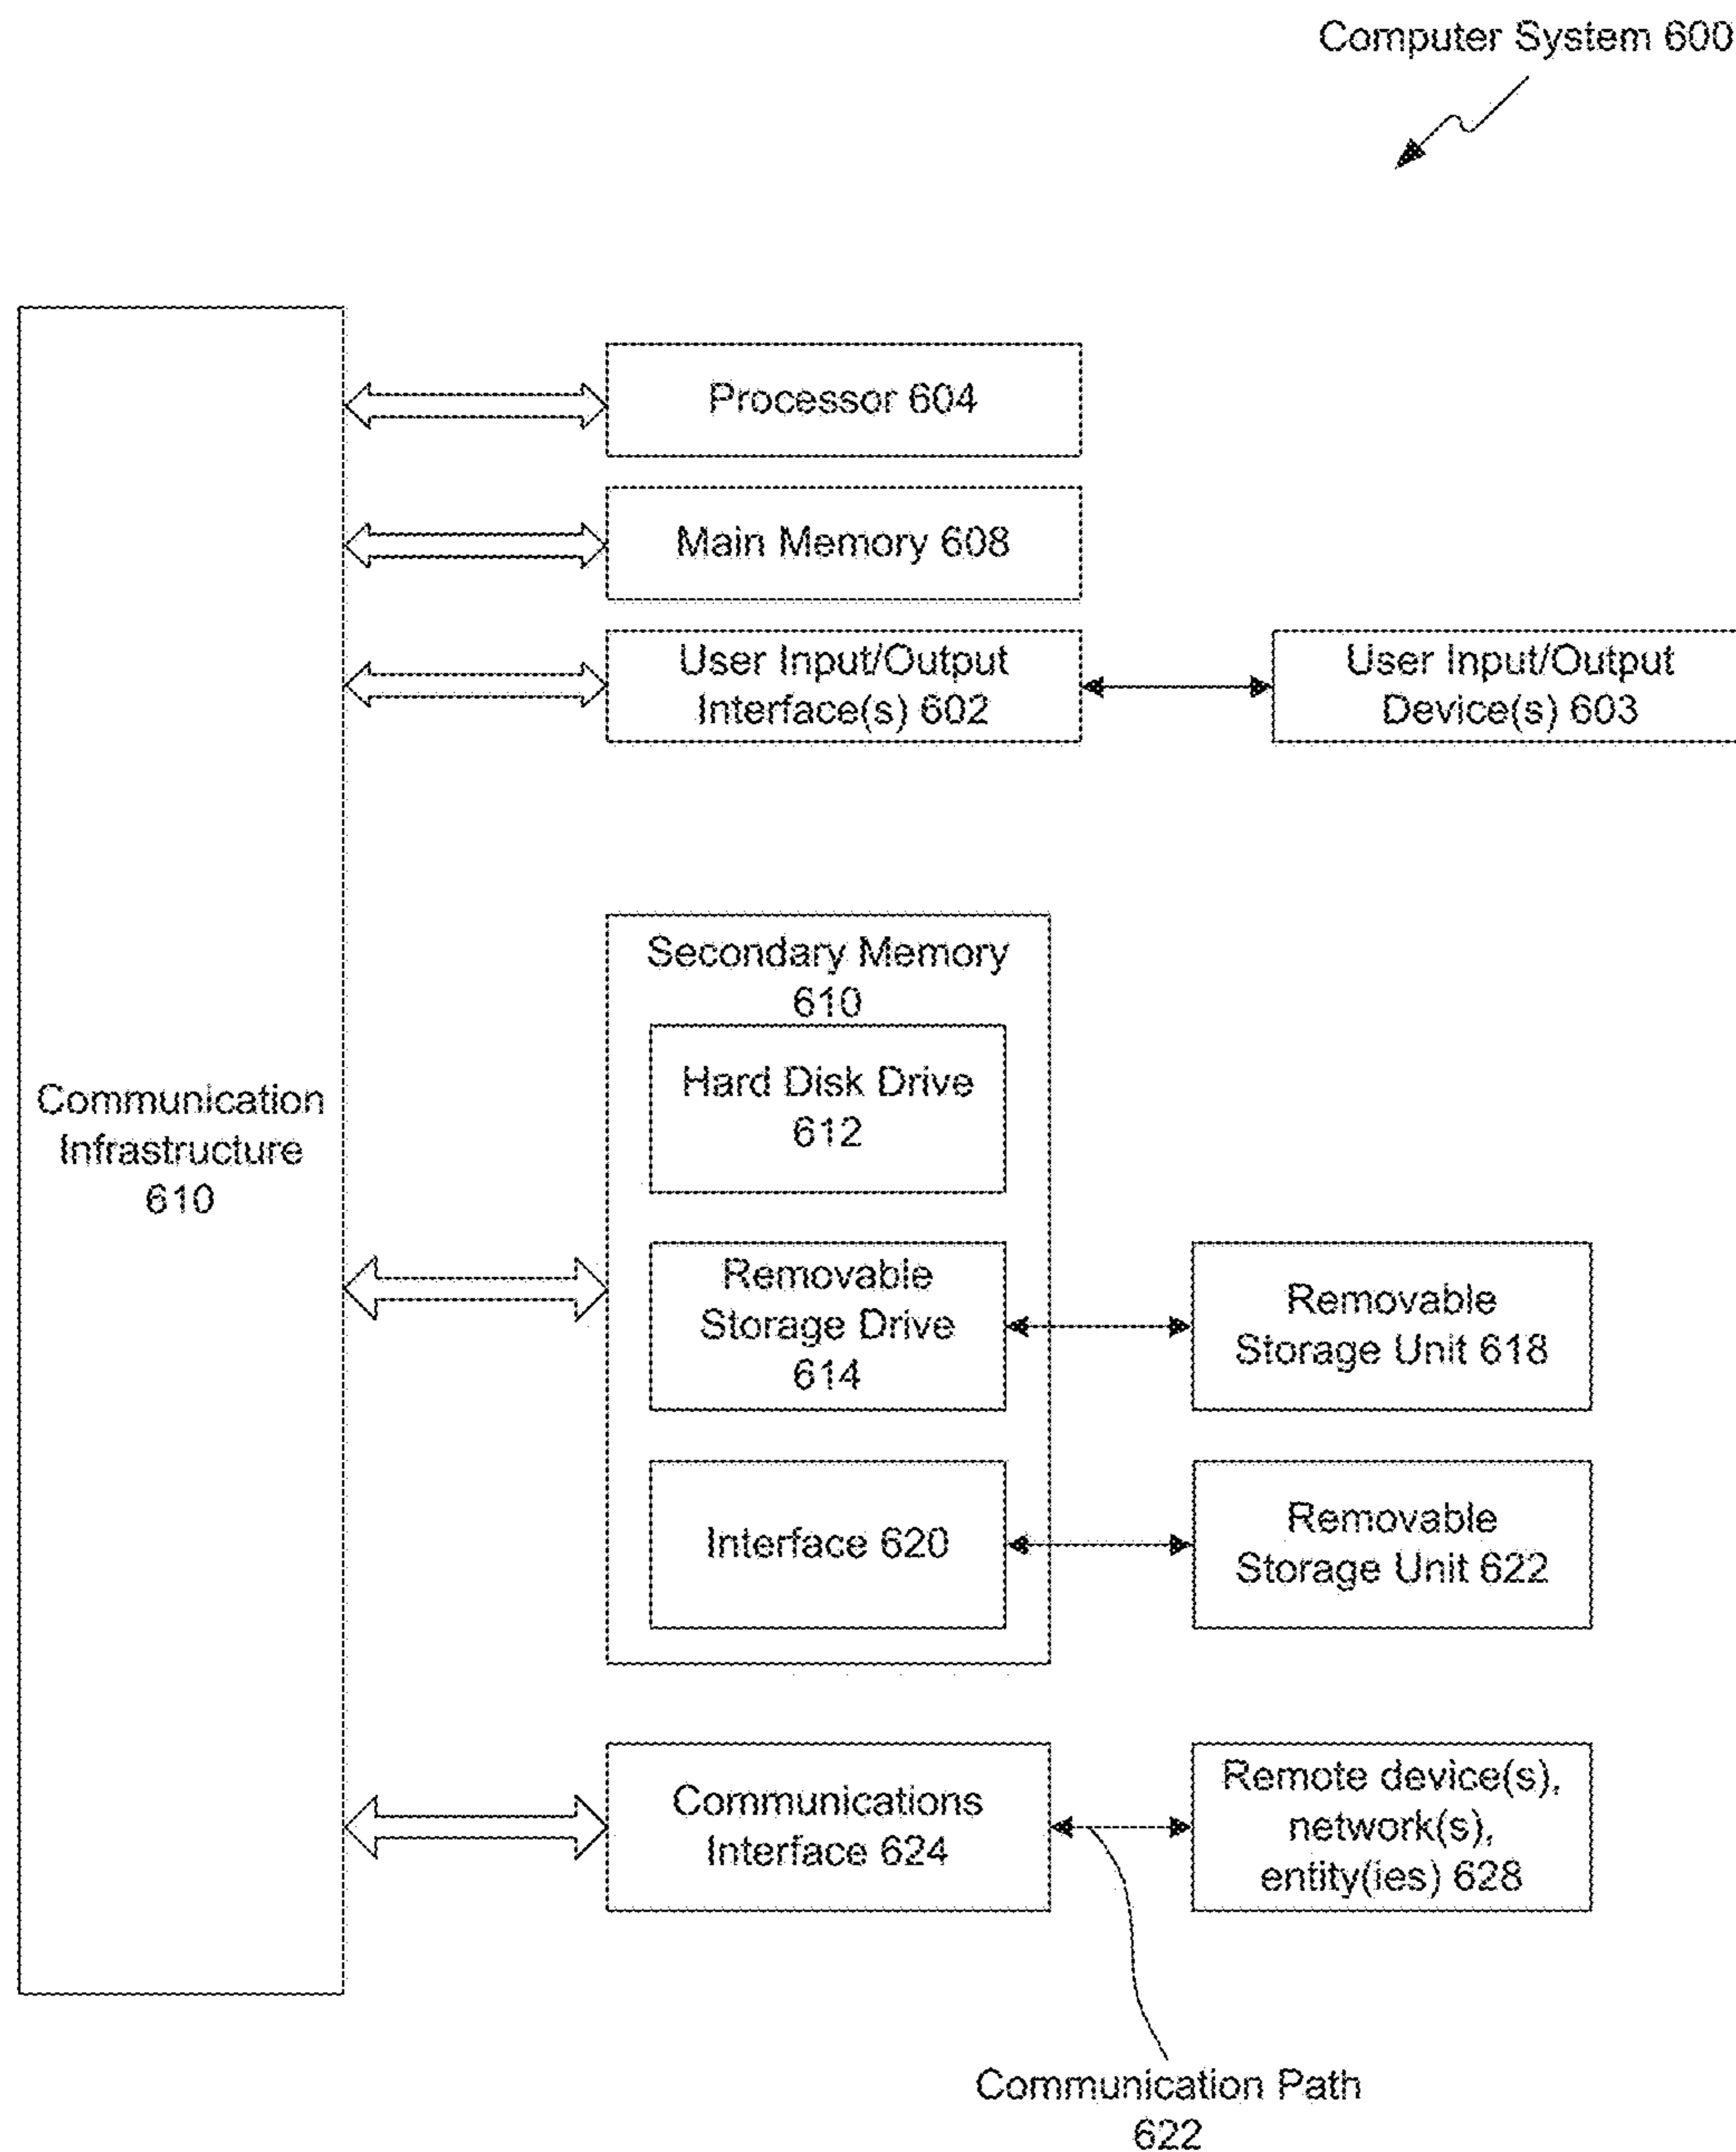 Computer System 600
Processor 604
Main Memory 608
User Input/Output
Interface(s) 602
User Input/Output
Device(s) 603
Communication
Infrastructure
610
Secondary Memory
610
Hard Disk Drive
612
Removable
Storage Drive
614
Removable
Storage Unit 618
Interface 620
Removable
Storage Unit 622
Communications
Interface 624
Remote device(s),
network(s),
entity(ies) 628
Communication Path
622